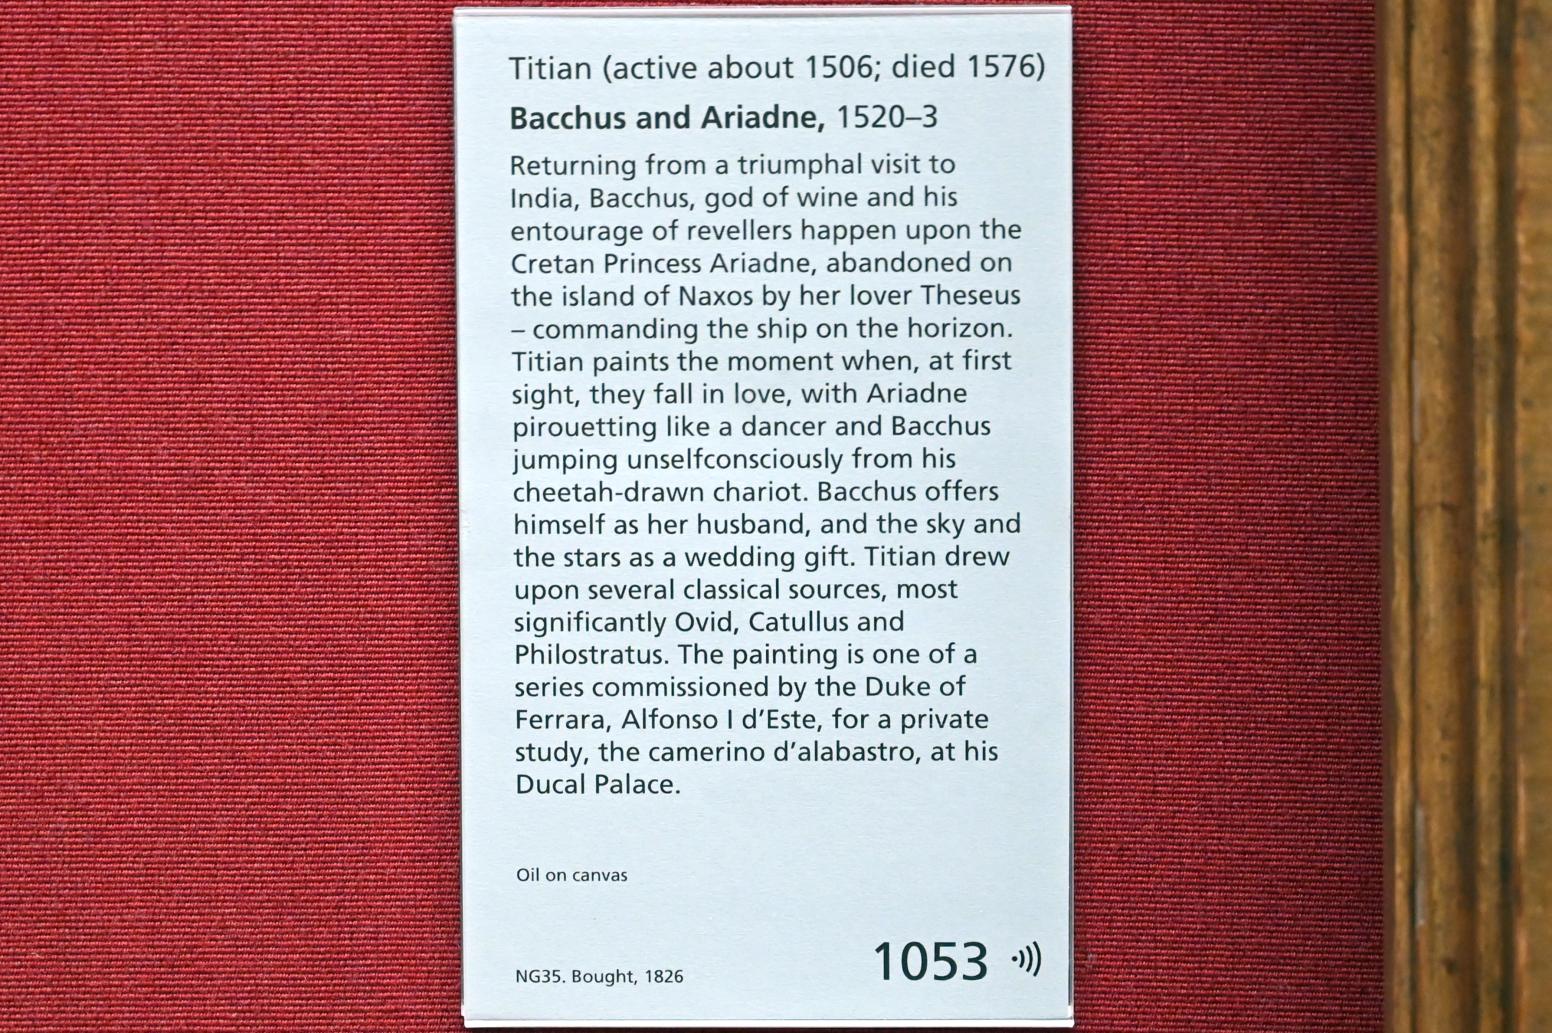 Titian (active about 1506; died 1576)
Bacchus and Ariadne, 1520–3
Returning from a triumphal visit to
India, Bacchus, god of wine and his
entourage of revellers happen upon the
Cretan Princess Ariadne, abandoned on
the island of Naxos by her lover Theseus
– commanding the ship on the horizon.
Titian paints the moment when, at first
sight, they fall in love, with Ariadne
pirouetting like a dancer and Bacchus
jumping unselfconsciously from his
cheetah-drawn chariot. Bacchus offers
himself as her husband, and the sky and
the stars as a wedding gift. Titian drew
upon several classical sources, most
significantly Ovid, Catullus and
Philostratus. The painting is one of a
series commissioned by the Duke of
Ferrara, Alfonso I d’Este, for a private
study, the camerino d’alabastro, at his
Ducal Palace.
Oil on canvas
NG35. Bought, 1826
1053